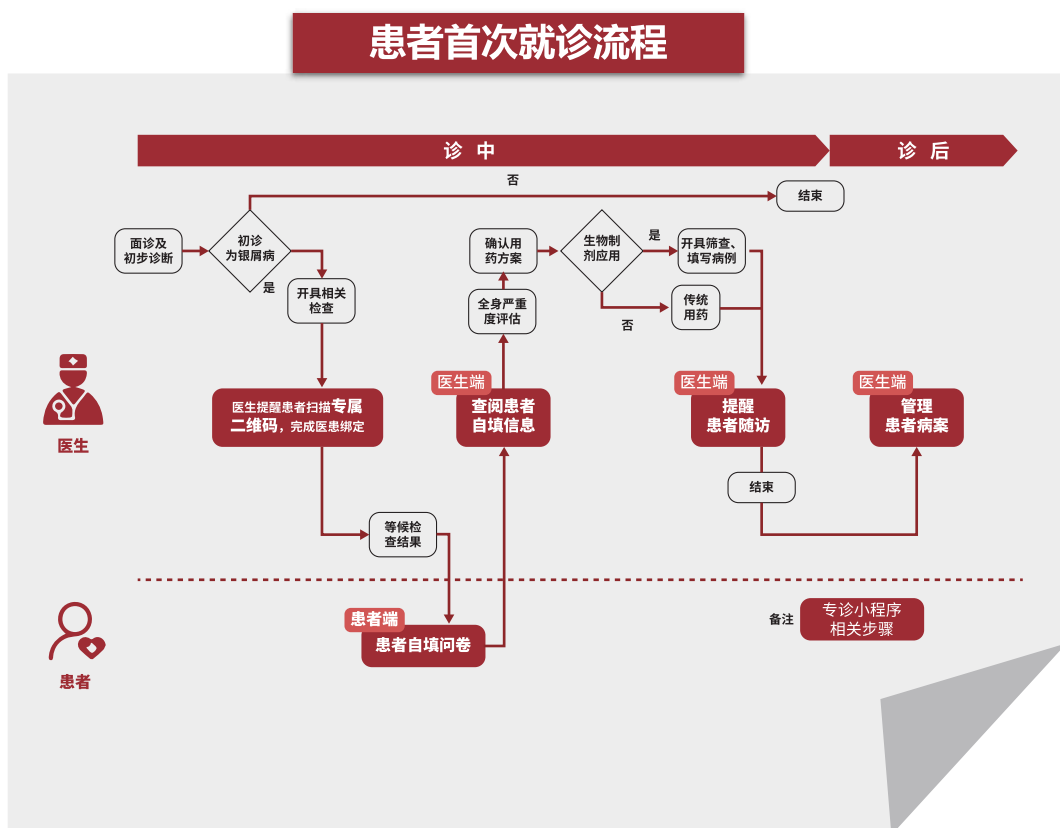 患者首次就诊流程
诊 中
诊 后
否
结束
面诊及
初步诊断
初诊
为银屑病
是
开具相关
检查
确认用
药方案
全身严重
度评估
生物制
剂应用
是
开具筛查、
填写病例
否
传统
用药
医生
医生提醒患者扫描专属
二维码，完成医患绑定
医生端
查阅患者
自填信息
医生端
提醒
患者随访
医生端
管理
患者病案
结束
等候检
查结果
患者
患者端
患者自填问卷
备注
专诊小程序
相关步骤